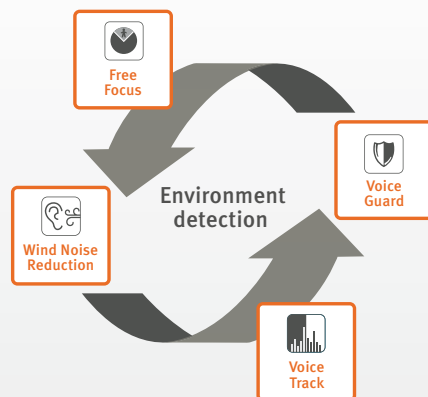 Free
Focus
Environment
detection
Voice
Guard
Wind Noise
Reduction
Voice
Track